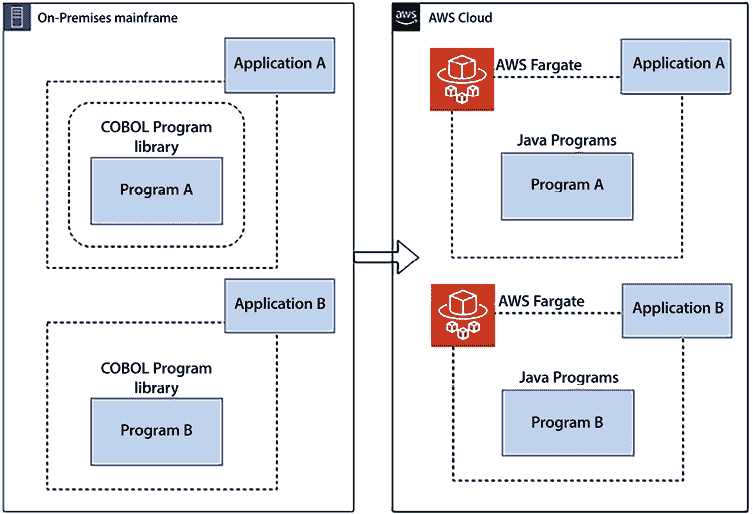 On-Premises mainframe
Application A
COBOL Program
library
Program A
Application B
COBOL Program
library
Program B
aws
AWS Cloud
AWS Fargate
Application A
Java Programs
Program A
AWS Fargate
Application B
Java Programs
Program B